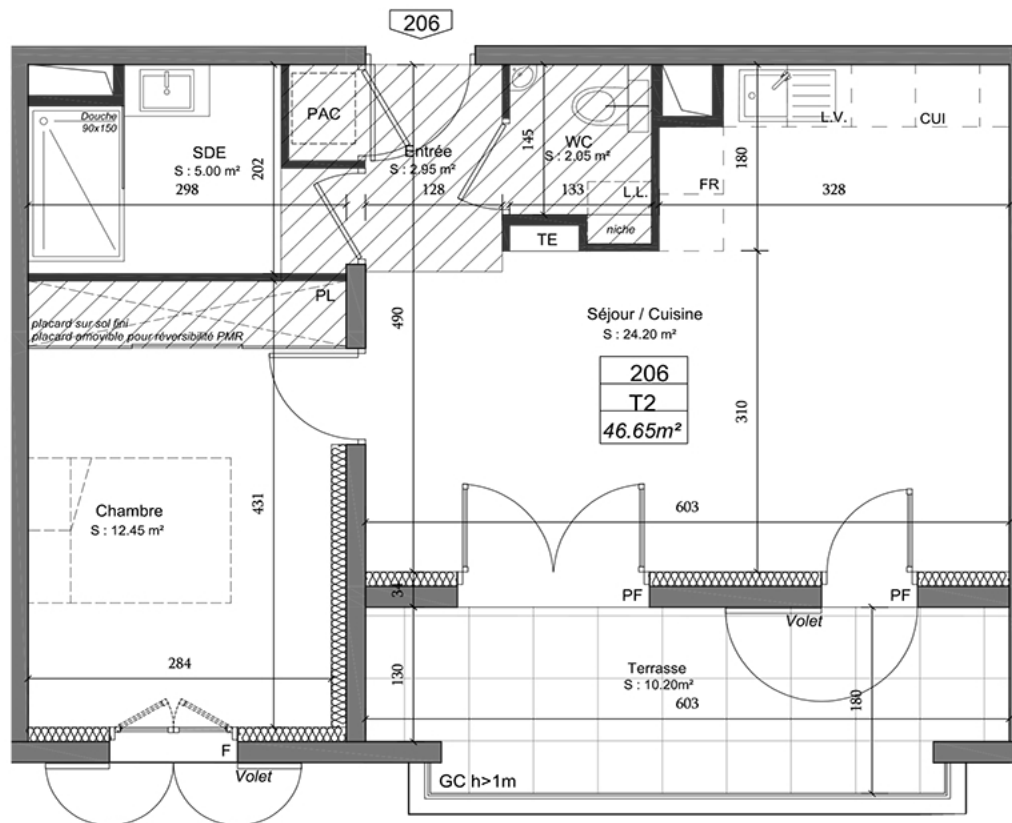 206
Douche
90x150
SDE
S : 5.00 m²
298
202
PAC
Entrée
S : 2.95 m²
128
145
WC
S : 2.05 m²
133
L.L.
niche
TE
180
FR
L.V.
CUI
328
PL
placard sur sol fini
placard amovible pour réversibilité PMR
490
Séjour / Cuisine
S : 24.20 m²
206
T2
46.65m²
310
Chambre
S : 12.45 m²
431
603
34
PF
PF
Volet
284
130
Terrasse
S : 10.20m²
603
180
F
Volet
GC h>1m